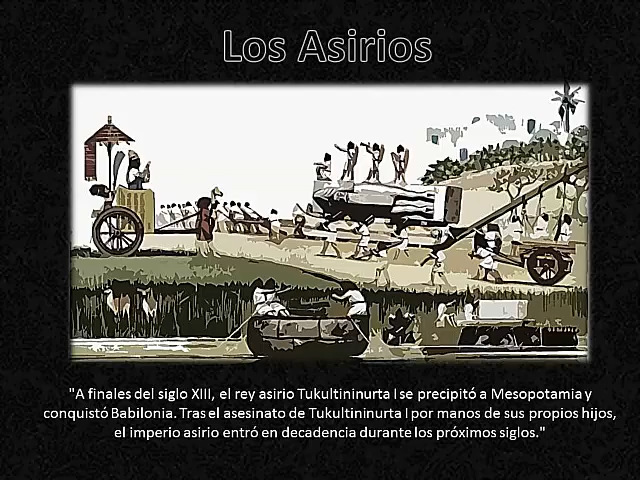 Los Asirios
"A finales del siglo XIII, el rey asirio Tukultininurta I se precipitó a Mesopotamia y
conquistó Babilonia. Tras el asesinato de Tukultininurta I por manos de sus propios hijos,
el imperio asirio entró en decadencia durante los próximos siglos."